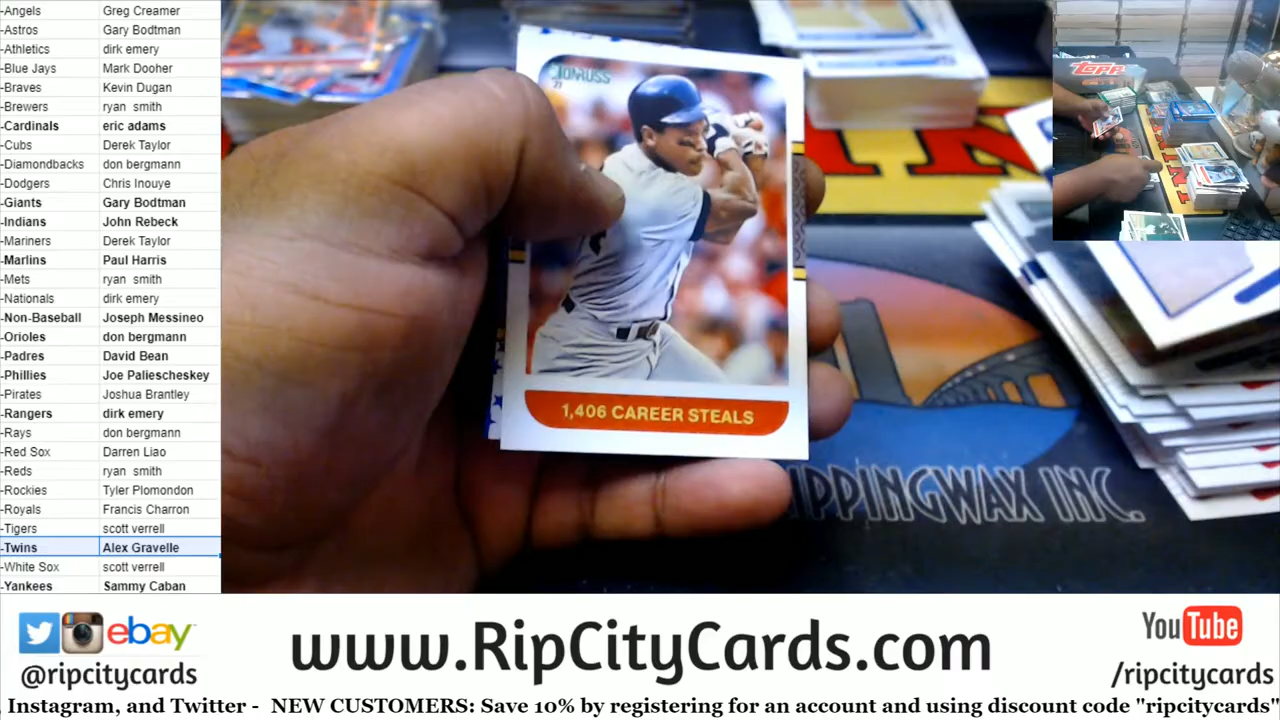 -Angels Greg Creamer
-Astros Gary Bodtman
-Athletics dirk emery
-Blue Jays Mark Dooher
-Braves Kevin Dugan
-Brewers ryan smith
-Cardinals eric adams
-Cubs Derek Taylor
-Diamondbacks don bergmann
-Dodgers Chris Inouye
-Giants Gary Bodtman
-Indians John Rebeck
-Mariners Derek Taylor
-Marlins Paul Harris
-Mets ryan smith
-Nationals dirk emery
-Non-Baseball Joseph Messineo
-Orioles don bergmann
-Padres David Bean
-Phillies Joe Paliescheskey
-Pirates Joshua Brantley
-Rangers dirk emery
-Rays don bergmann
-Red Sox Darren Liao
-Reds ryan smith
-Rockies Tyler Plomondon
-Royals Francis Charron
-Tigers scott verrell
-Twins Alex Gravelle
-White Sox scott verrell
-Yankees Sammy Caban
DONRUSS
21
1,406 CAREER STEALS
IPPINGWAX INC.
TOPP
ebay
@ripcitycards
www.RipCityCards.com
YouTube
/ripcitycards
Instagram, and Twitter - NEW CUSTOMERS: Save 10% by registering for an account and using discount code "ripcitycards"